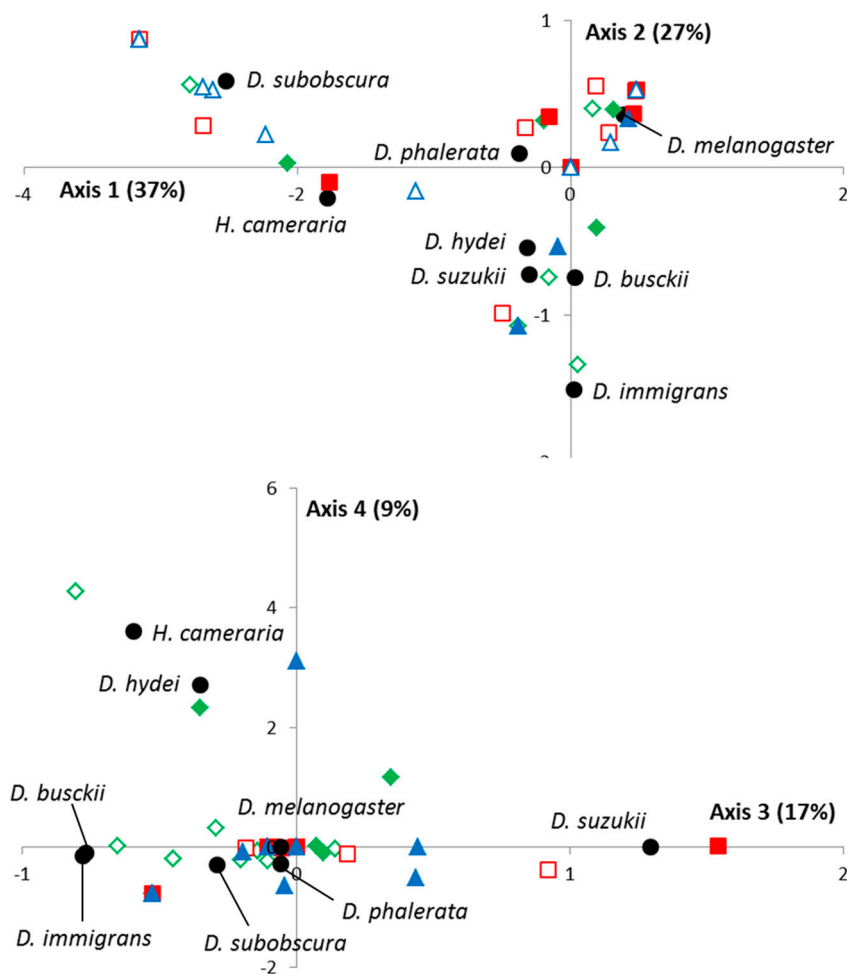 1
Axis 2 (27%)
D. subobscura
D. phalerata
D. melanogaster
-4
-2
0
2
Axis 1 (37%)
H. cameraria
D. hydei
D. suzukii
D. busckii
-1
D. immigrans
6
Axis 4 (9%)
4
H. cameraria
D. hydei
2
D. busckii
D. melanogaster
Axis 3 (17%)
D. suzukii
0
-1
0
1
2
D. phalerata
D. immigrans
D. subobscura
-2